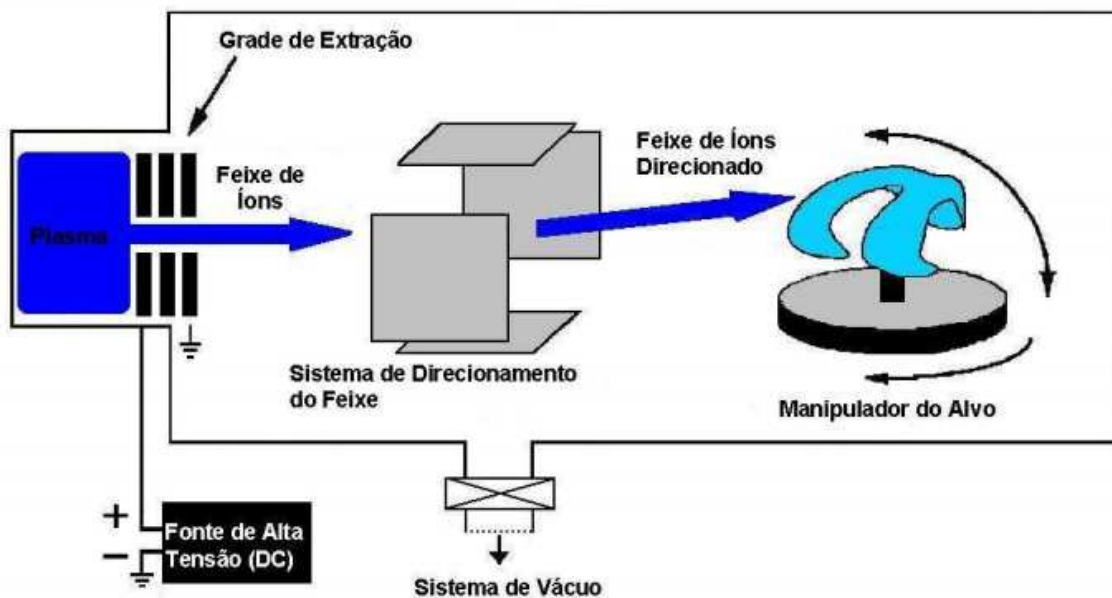 Grade de Extração
Plasma
Feixe de
Íons
Feixe de Íons
Direcionado
Sistema de Direcionamento
do Feixe
Manipulador do Alvo
+
−
Fonte de Alta
Tensão (DC)
Sistema de Vácuo